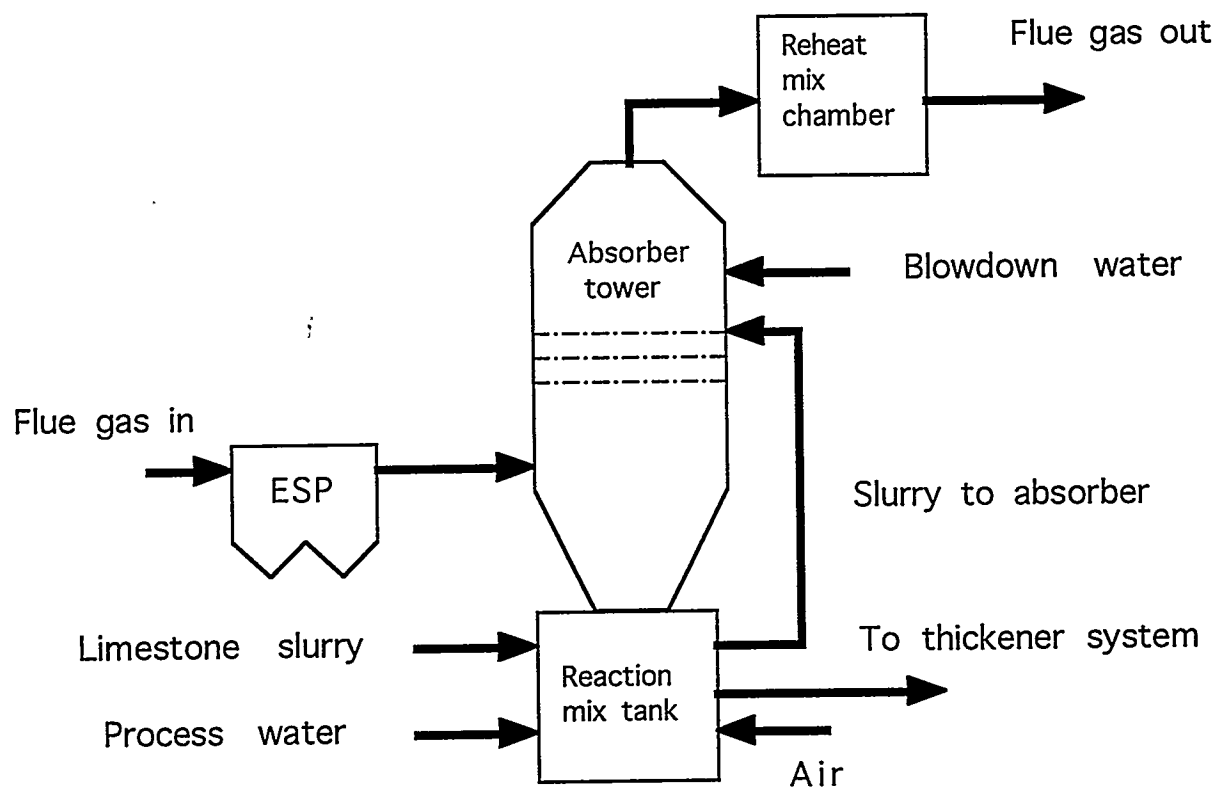 Flue gas out
Reheat
mix
chamber
Absorber
tower
Blowdown water
Flue gas in
ESP
Slurry to absorber
Limestone slurry
To thickener system
Reaction
mix tank
Process water
Air